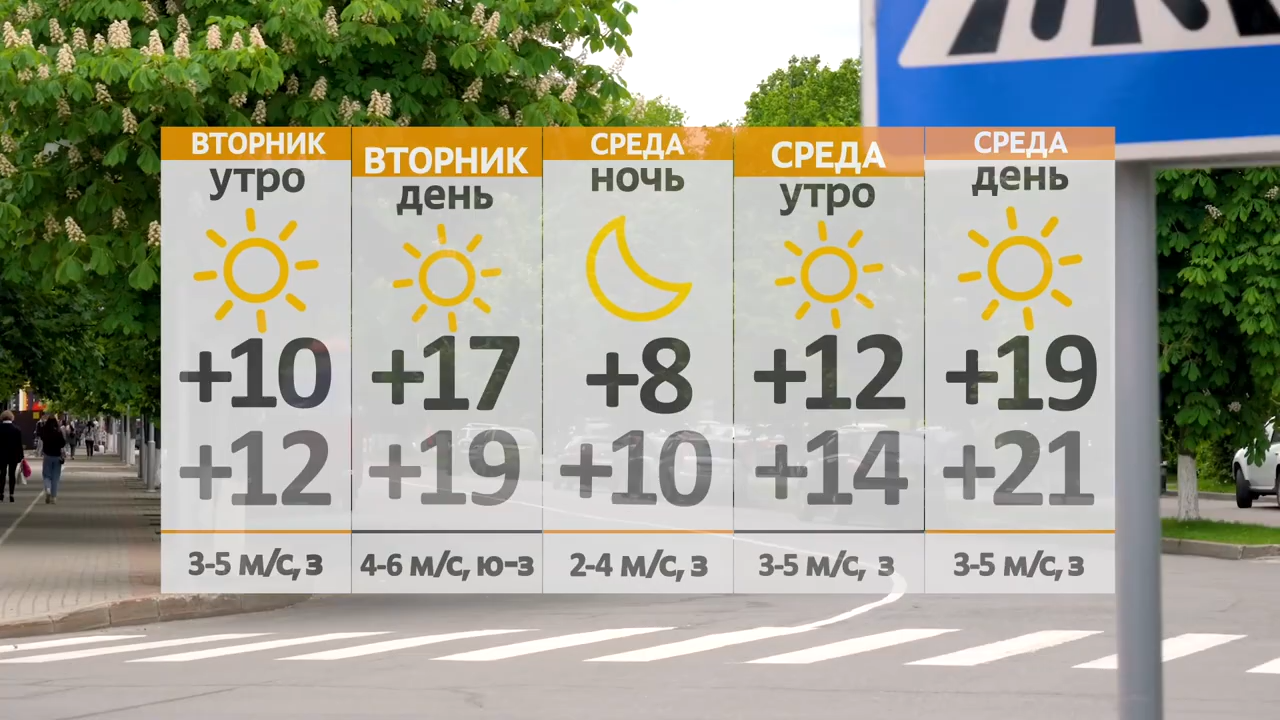 ВТОРНИК
утро
+10
+12
3-5 м/с, з
ВТОРНИК
день
+17
+19
4-6 м/с, ю-з
СРЕДА
ночь
+8
+10
2-4 м/с, з
СРЕДА
утро
+12
+14
3-5 м/с, з
СРЕДА
день
+19
+21
3-5 м/с, з